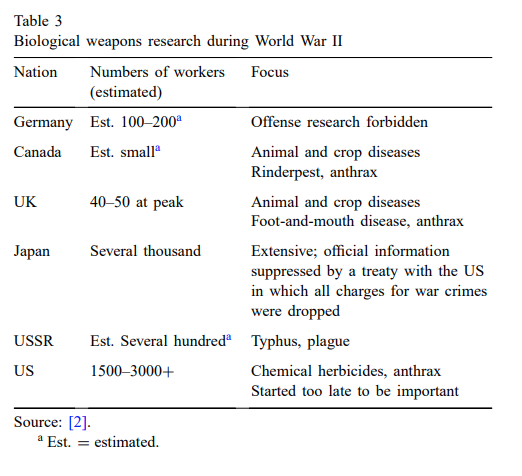 Table 3
Biological weapons research during World War II
Nation Numbers of workers (estimated) Focus
Germany Est. 100–200a Offense research forbidden
Canada Est. smalla Animal and crop diseases
Rinderpest, anthrax
UK 40–50 at peak Animal and crop diseases
Foot-and-mouth disease, anthrax
Japan Several thousand Extensive; official information
suppressed by a treaty with the US
in which all charges for war crimes
were dropped
USSR Est. Several hundreda Typhus, plague
US 1500–3000+ Chemical herbicides, anthrax
Started too late to be important
Source: [2].
a Est. = estimated.